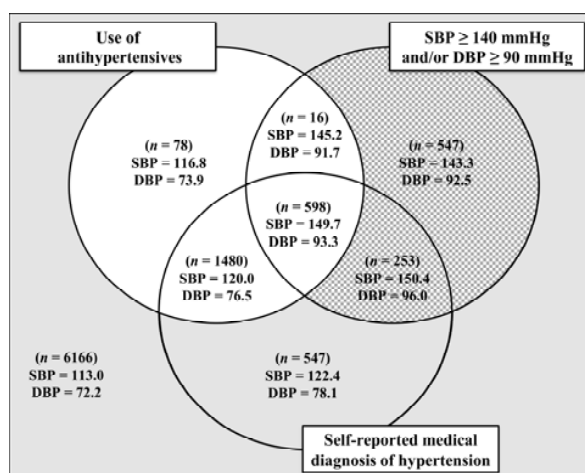 Use of
antihypertensives
SBP ≥ 140 mmHg
and/or DBP ≥ 90 mmHg
(n = 16)
SBP = 145.2
DBP = 91.7
(n = 78)
SBP = 116.8
DBP = 73.9
(n = 547)
SBP = 143.3
DBP = 92.5
(n = 598)
SBP = 149.7
DBP = 93.3
(n = 1480)
SBP = 120.0
DBP = 76.5
(n = 253)
SBP = 150.4
DBP = 96.0
(n = 6166)
SBP = 113.0
DBP = 72.2
(n = 547)
SBP = 122.4
DBP = 78.1
Self-reported medical
diagnosis of hypertension